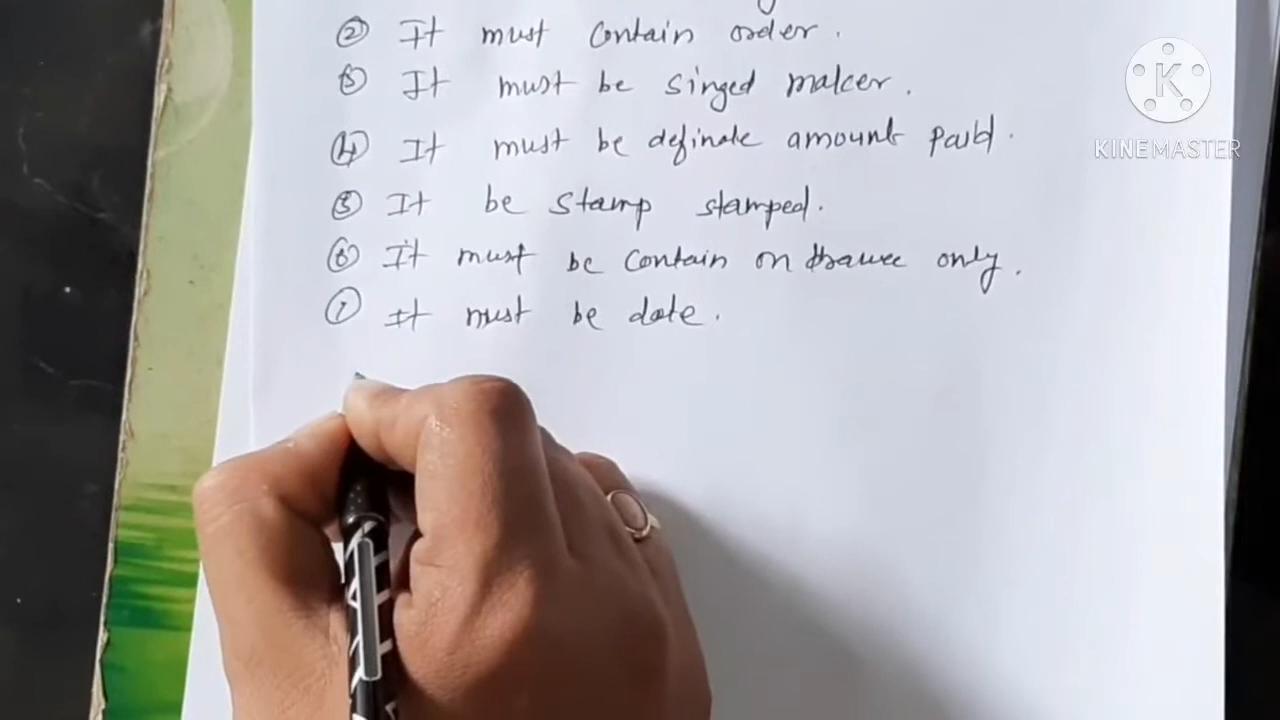 ② It must contain order.
③ It must be singed maker.
④ It must be definate amount paid.
⑤ It be stamp stamped.
⑥ It must be contain on drawee only.
⑦ It must be date.
K
KINEMASTER